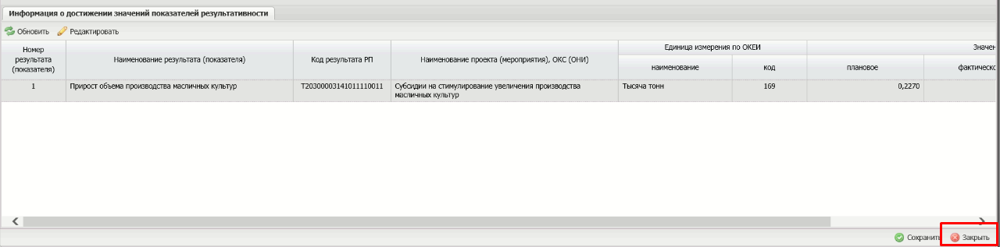 Информация о достижении значений показателей результативности
Обновить Редактировать
Номер результата (показателя) Наименование результата (показателя) Код результата РП Наименование проекта (мероприятия), ОКС (ОНИ) Единица измерения по ОКЕИ Значен
наименование код плановое фактическо
1 Прирост объема производства масличных культур Т20300003141011110011 Субсидии на стимулирование увеличения производства Тысяча тонн 169 0,2270
масличных культур
Сохранить Закрыть